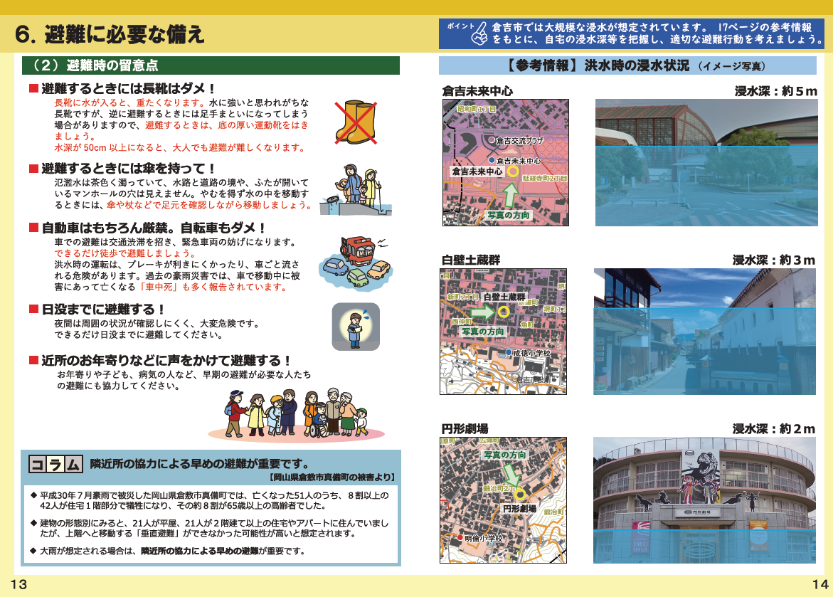 6. 避難に必要な備え
（2）避難時の留意点
■ 避難するときには長靴はダメ！
長靴に水が入ると、重たくなります。水に強いと思われがちな
長靴ですが、逆に避難するときには足手まといになってしまう
場合がありますので、避難するときは、底の厚い運動靴をはき
ましょう。
水深が50cm以上になると、大人でも避難が難しくなります。
■ 避難するときには傘を持って！
氾濫水は茶色く濁っていて、水路と道路の境や、ふたが開いて
いるマンホールの穴は見えません。やむを得ず水の中を移動す
るときには、傘や杖などで足元を確認しながら移動しましょう。
■ 自動車はもちろん厳禁。自転車もダメ！
車での避難は交通渋滞を招き、緊急車両の妨げになります。
できるだけ徒歩で避難しましょう。
洪水時の運転は、ブレーキが利きにくかったり、車ごと流さ
れる危険があります。過去の豪雨災害では、車で移動中に被
害にあって亡くなる「車中死」も多く報告されています。
■ 日没までに避難する！
夜間は周囲の状況が確認しにくく、大変危険です。
できるだけ日没までに避難してください。
■ 近所のお年寄りなどに声をかけて避難する！
お年寄りや子ども、病気の人など、早期の避難が必要な人たち
の避難にも協力してください。
コラム 隣近所の協力による早めの避難が重要です。
【岡山県倉敷市真備町の被害より】
◆ 平成30年７月豪雨で被災した岡山県倉敷市真備町では、亡くなった51人のうち、８割以上の
42人が住宅１階部分で犠牲になり、その約８割が65歳以上の高齢者でした。
◆ 建物の形態別にみると、21人が平屋、21人が２階建て以上の住宅やアパートに住んでいまし
たが、上階へと移動する「垂直避難」ができなかった可能性が高いと想定されます。
◆ 大雨が想定される場合は、隣近所の協力による早めの避難が重要です。
13
ポイント
倉吉市では大規模な浸水が想定されています。 17ページの参考情報
をもとに、自宅の浸水深等を把握し、適切な避難行動を考えましょう。
【参考情報】洪水時の浸水状況（イメージ写真）
倉吉未来中心
浸水深：約５ｍ
倉吉交流プラザ
倉吉未来中心
倉吉未来中心
駄経寺町2丁目
写真の方向
白壁土蔵群
浸水深：約３ｍ
白壁土蔵群
写真の方向
成徳小学校
円形劇場
浸水深：約２ｍ
写真の方向
鍛冶町2丁目
円形劇場
明倫小学校
14